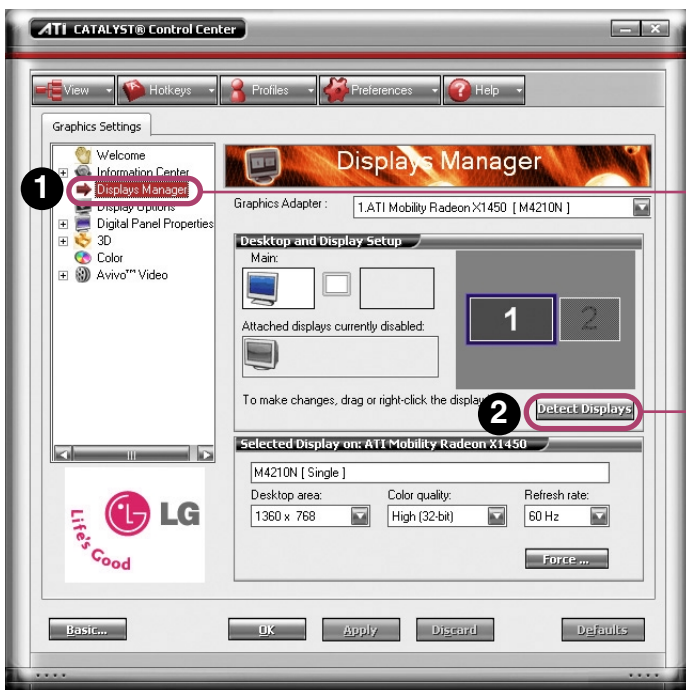 ATI CATALYST® Control Center
View Hotkeys Profiles Preferences Help
Graphics Settings
Welcome
Information Center
1
Displays Manager
Display Options
Digital Panel Properties
3D
Color
Avivo™ Video
Displays Manager
Graphics Adapter : 1.ATI Mobility Radeon X1450 [ M4210N ]
Desktop and Display Setup
Main:
1 2
Attached displays currently disabled:
To make changes, drag or right-click the display
2
Detect Displays
Selected Display on: ATI Mobility Radeon X1450
M4210N [ Single ]
Desktop area: Color quality: Refresh rate:
1360 x 768 High (32-bit) 60 Hz
Force ...
LG
Life's Good
Basic... OK Apply Discard Defaults